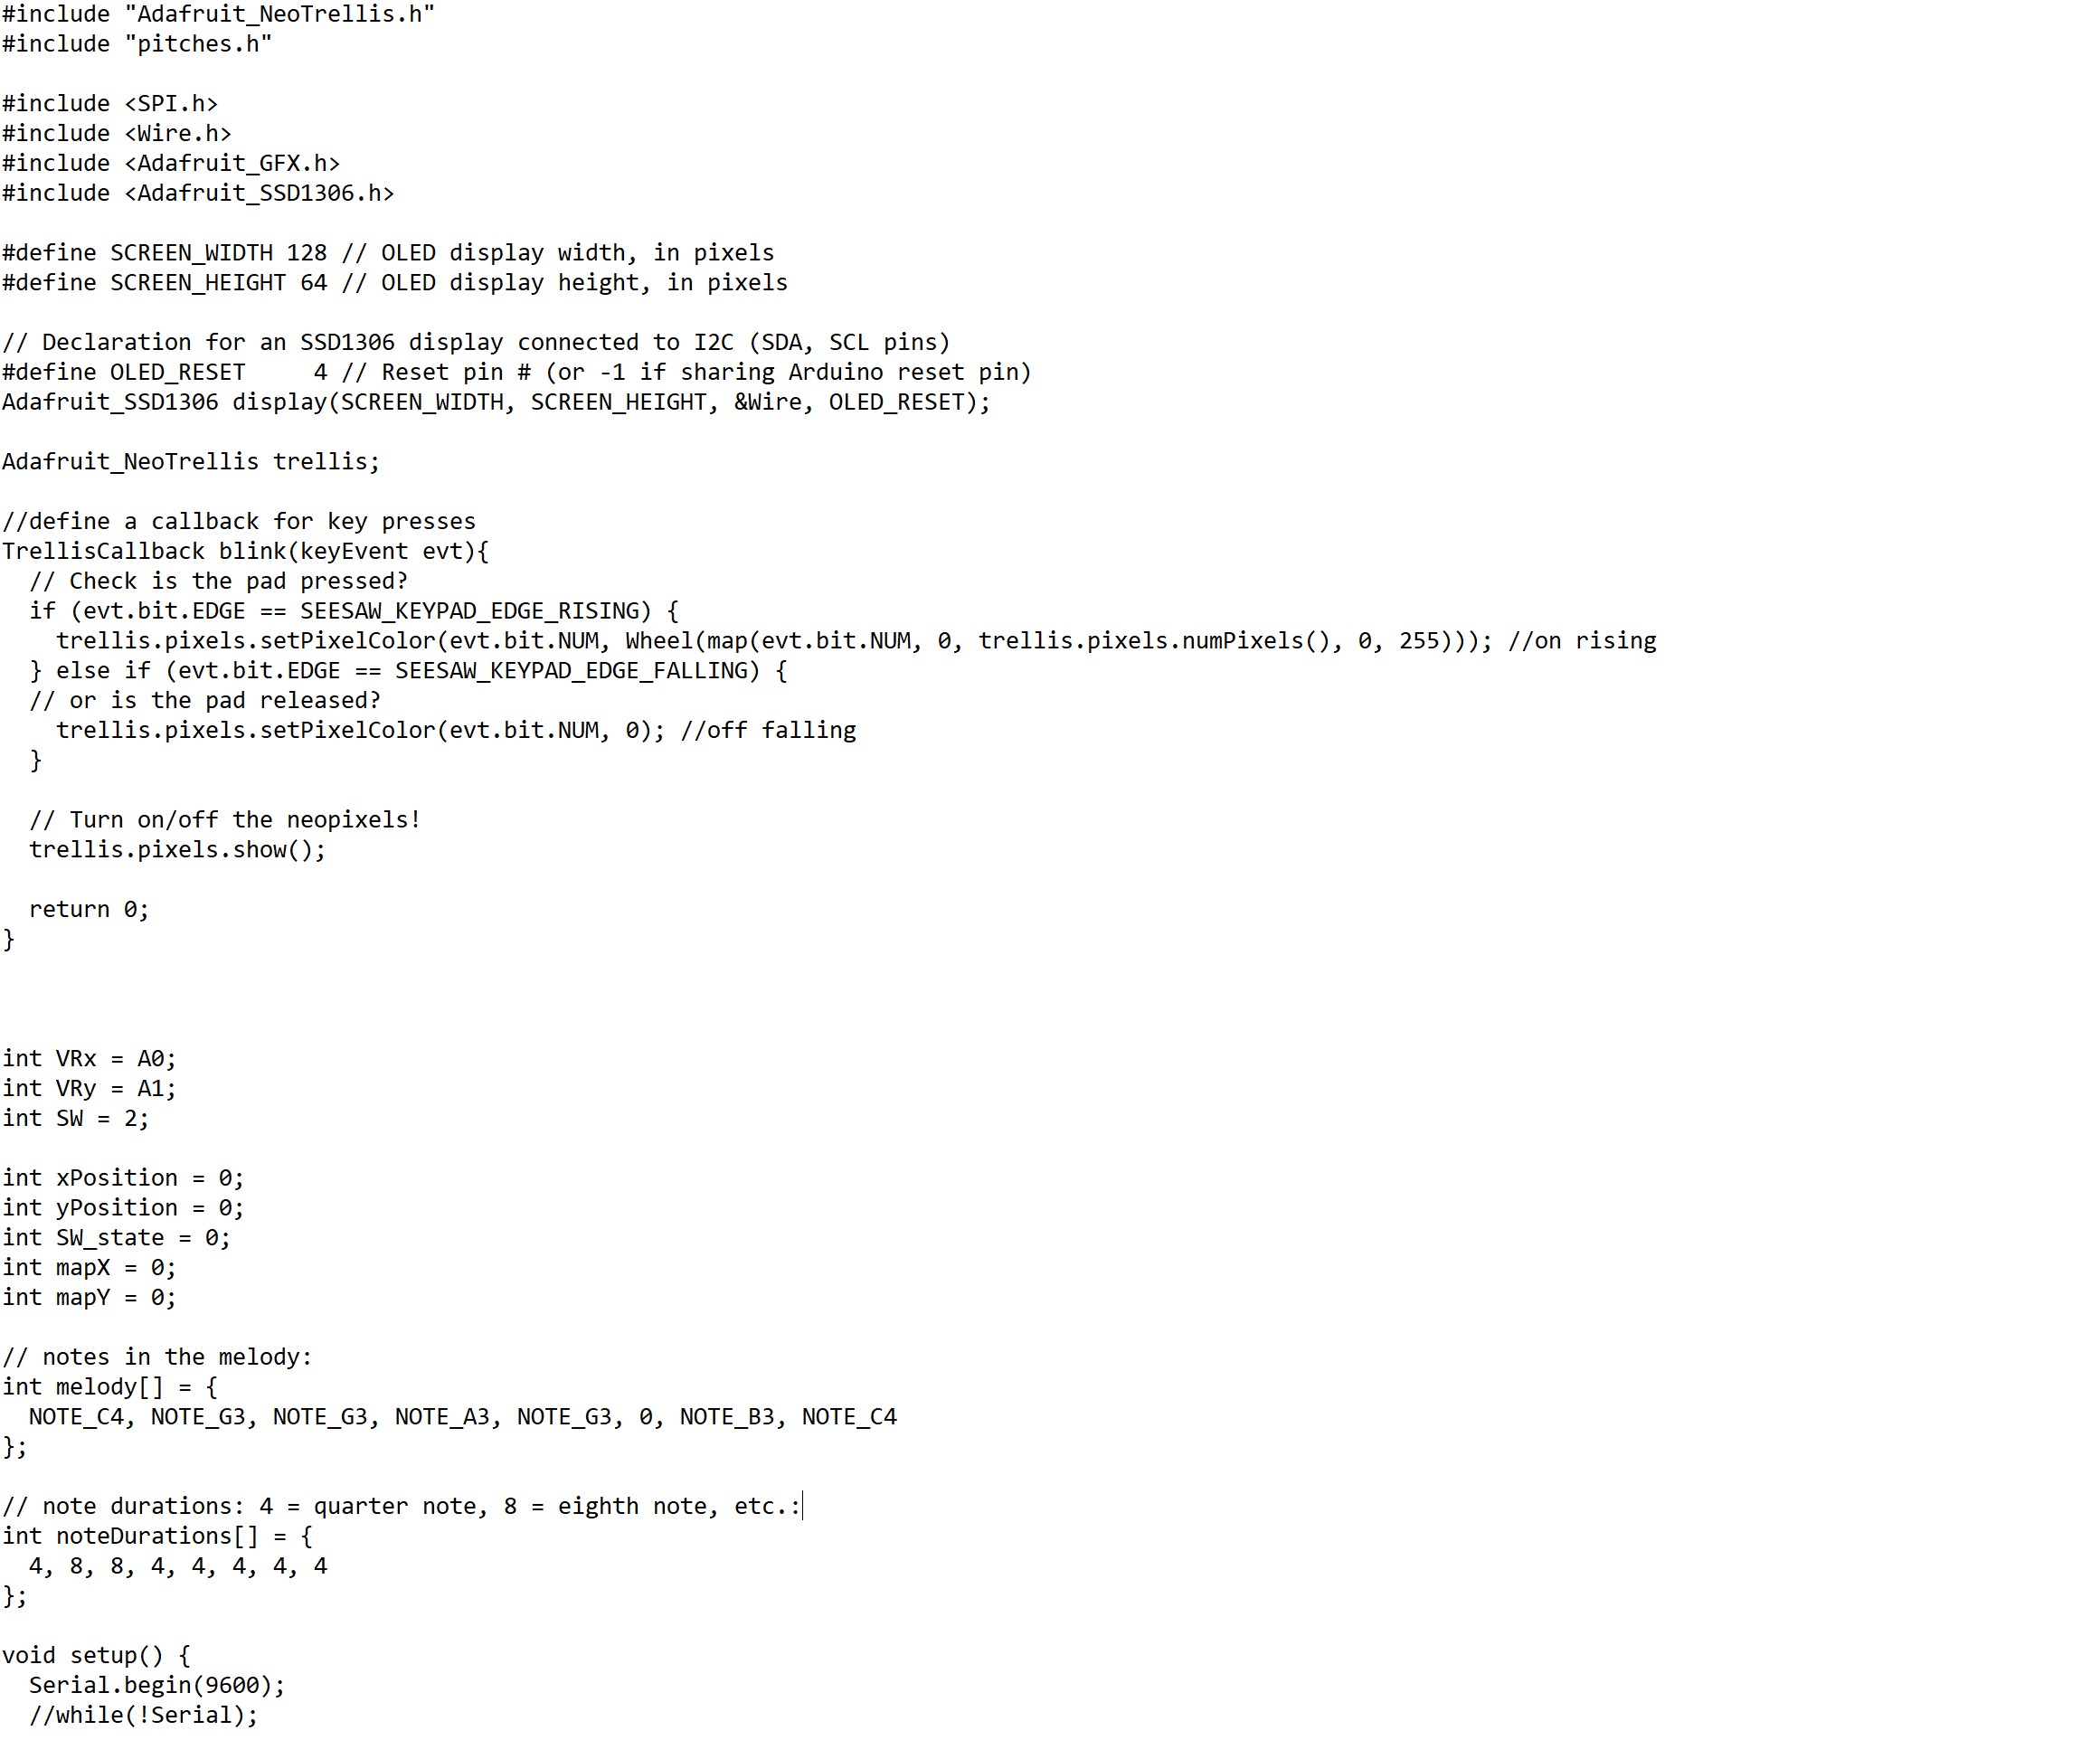 #include "Adafruit_NeoTrellis.h"
#include "pitches.h"

#include <SPI.h>
#include <Wire.h>
#include <Adafruit_GFX.h>
#include <Adafruit_SSD1306.h>

#define SCREEN_WIDTH 128 // OLED display width, in pixels
#define SCREEN_HEIGHT 64 // OLED display height, in pixels

// Declaration for an SSD1306 display connected to I2C (SDA, SCL pins)
#define OLED_RESET     4 // Reset pin # (or -1 if sharing Arduino reset pin)
Adafruit_SSD1306 display(SCREEN_WIDTH, SCREEN_HEIGHT, &Wire, OLED_RESET);

Adafruit_NeoTrellis trellis;

//define a callback for key presses
TrellisCallback blink(keyEvent evt){
  // Check is the pad pressed?
  if (evt.bit.EDGE == SEESAW_KEYPAD_EDGE_RISING) {
    trellis.pixels.setPixelColor(evt.bit.NUM, Wheel(map(evt.bit.NUM, 0, trellis.pixels.numPixels(), 0, 255))); //on rising
  } else if (evt.bit.EDGE == SEESAW_KEYPAD_EDGE_FALLING) {
  // or is the pad released?
    trellis.pixels.setPixelColor(evt.bit.NUM, 0); //off falling
  }

  // Turn on/off the neopixels!
  trellis.pixels.show();

  return 0;
}

int VRx = A0;
int VRy = A1;
int SW = 2;

int xPosition = 0;
int yPosition = 0;
int SW_state = 0;
int mapX = 0;
int mapY = 0;

// notes in the melody:
int melody[] = {
  NOTE_C4, NOTE_G3, NOTE_G3, NOTE_A3, NOTE_G3, 0, NOTE_B3, NOTE_C4
};

// note durations: 4 = quarter note, 8 = eighth note, etc.:
int noteDurations[] = {
  4, 8, 8, 4, 4, 4, 4, 4
};

void setup() {
  Serial.begin(9600);
  //while(!Serial);